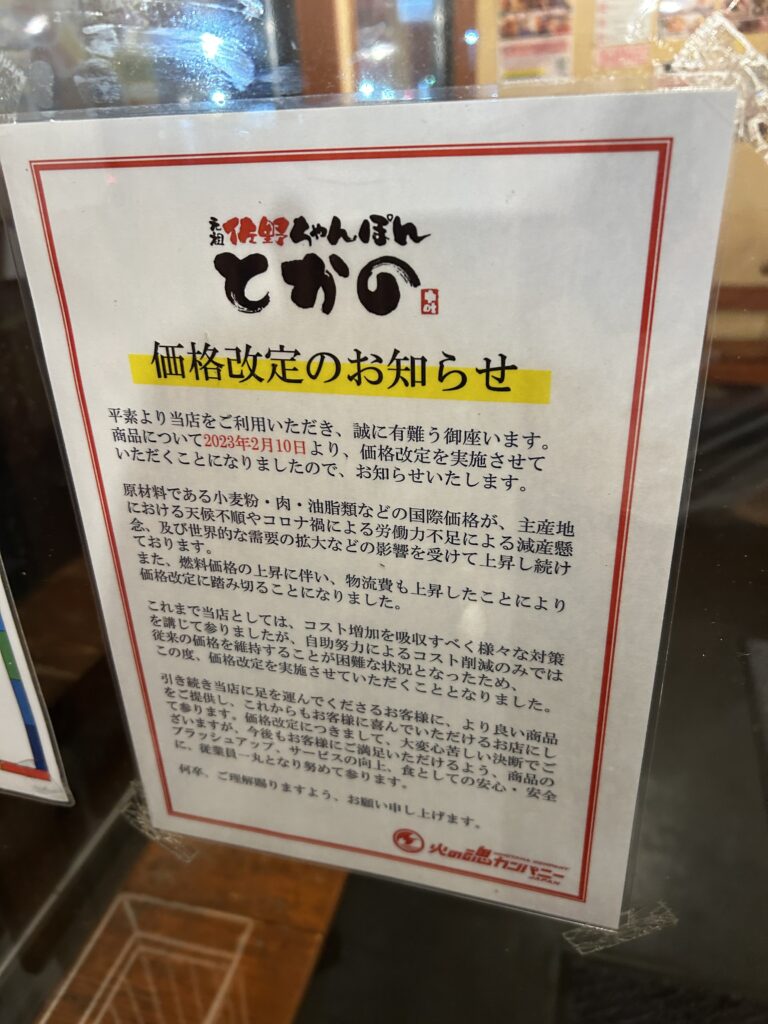 元祖 佐野ちゃんぽん
とかの
価格改定のお知らせ
平素より当店をご利用いただき、誠に有難う御座います。
商品について2023年2月10日より、価格改定を実施させて
いただくことになりましたので、お知らせいたします。
原材料である小麦粉・肉・油脂類などの国際価格が、主産地
における天候不順やコロナ禍による労働力不足による減産懸
念、及び世界的な需要の拡大などの影響を受けて上昇し続け
ております。
また、燃料価格の上昇に伴い、物流費も上昇したことにより
価格改定に踏み切ることになりました。
これまで当店としては、コスト増加を吸収すべく様々な対策
を講じて参りましたが、自助努力によるコスト削減のみでは
従来の価格を維持することが困難な状況となったため、
この度、価格改定を実施させていただくこととなりました。
引き続き当店に足を運んでくださるお客様に、より良い商品
をご提供し、これからもお客様に喜んでいただけるお店にし
て参ります。価格改定につきまして、大変心苦しい決断でご
ざいますが、今後もお客様にご満足いただけるよう、商品の
ブラッシュアップ、サービスの向上、食としての安心・安全
に、従業員一丸となり努めて参ります。
何卒、ご理解賜りますよう、お願い申し上げます。
火の魂カンパニー
HINOTAMA COMPANY
JAPAN